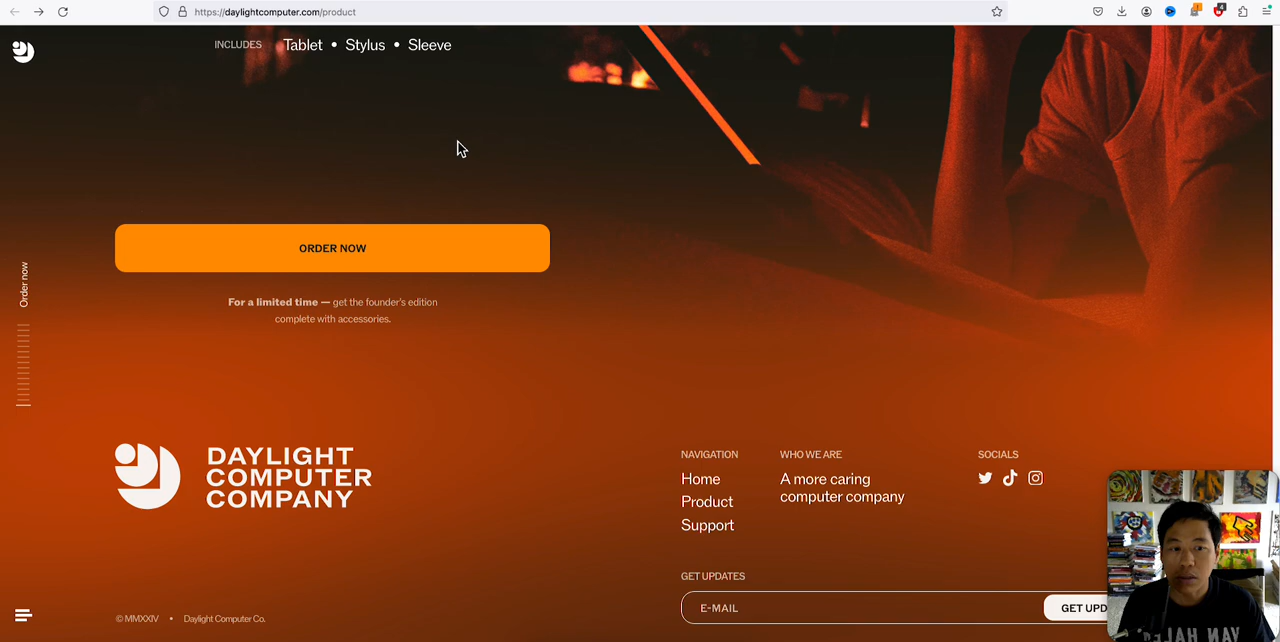 https://daylightcomputer.com/product
4
INCLUDES Tablet • Stylus • Sleeve
ORDER NOW
For a limited time — get the founder's edition
complete with accessories.
Order now
DAYLIGHT
COMPUTER
COMPANY
NAVIGATION
Home
Product
Support
WHO WE ARE
A more caring
computer company
SOCIALS
GET UPDATES
E-MAIL
GET UPD
© MMXXIV • Daylight Computer Co.